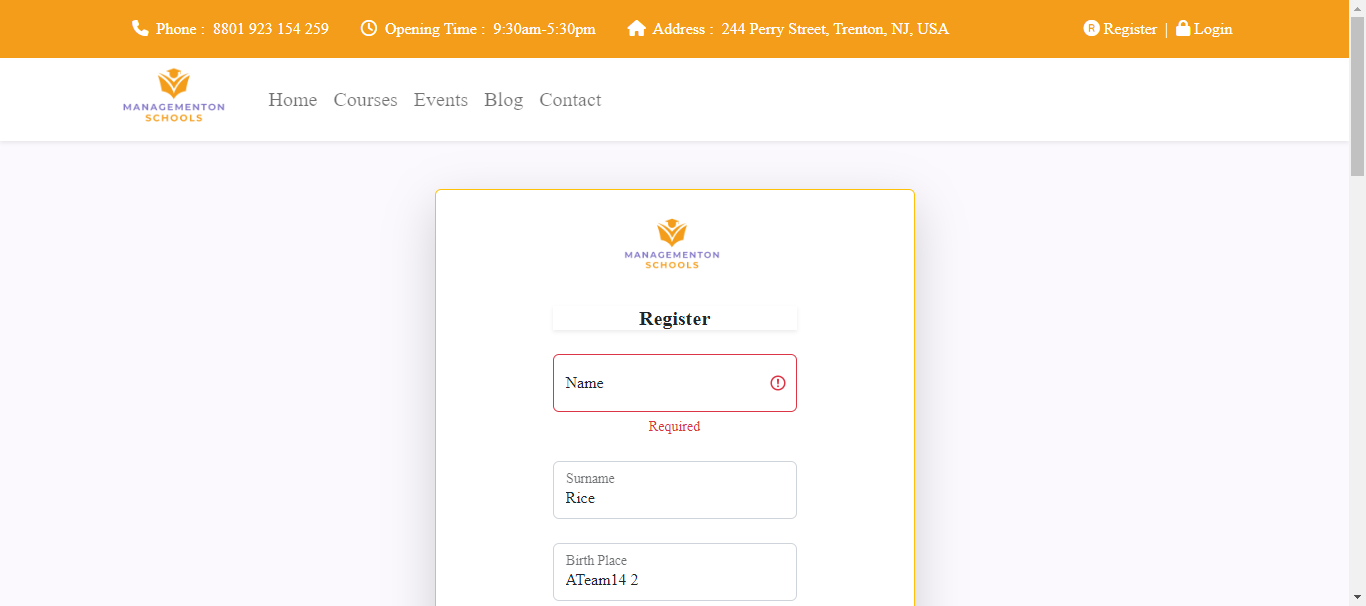 Phone : 8801 923 154 259 Opening Time : 9:30am-5:30pm Address : 244 Perry Street, Trenton, NJ, USA R Register | Login
MANAGEMENTON
SCHOOLS
Home Courses Events Blog Contact
MANAGEMENTON
SCHOOLS
Register
Name
Required
Surname
Rice
Birth Place
ATeam14 2